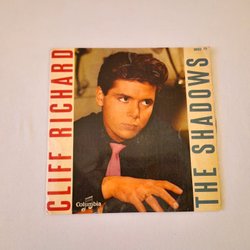 CLIFF RICHARD
THE SHADOWS
Columbia